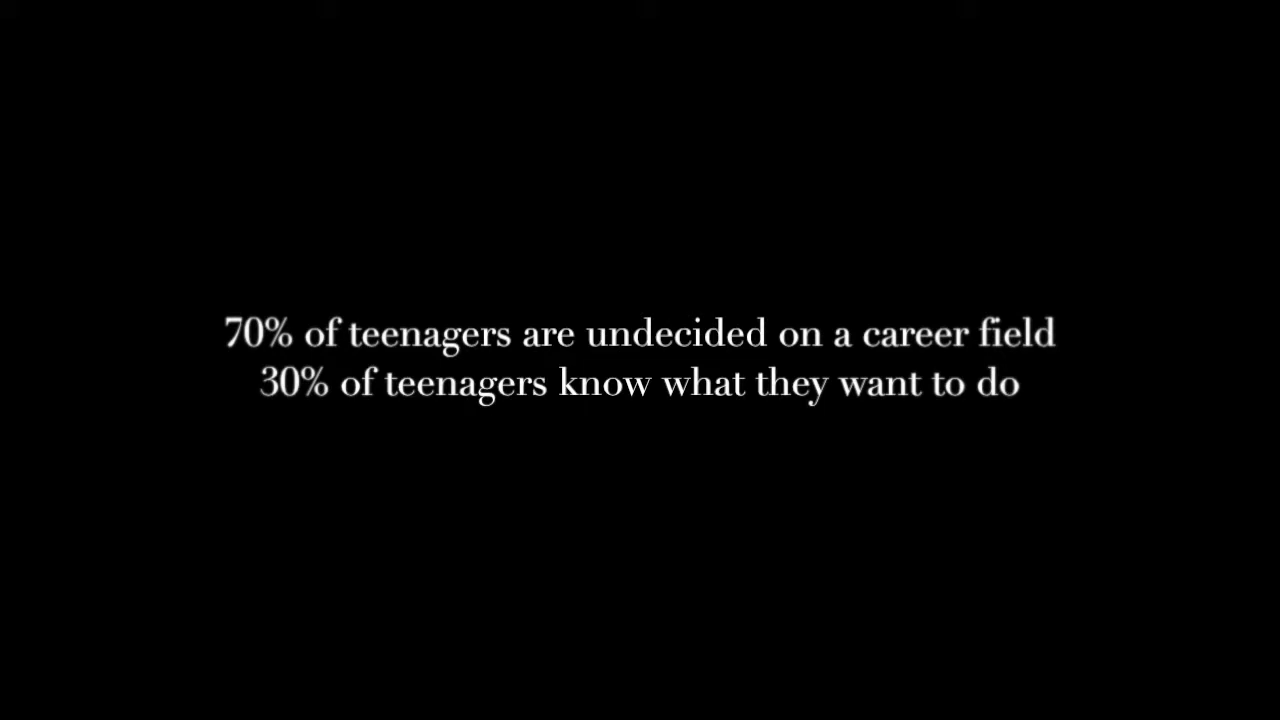 70% of teenagers are undecided on a career field
30% of teenagers know what they want to do